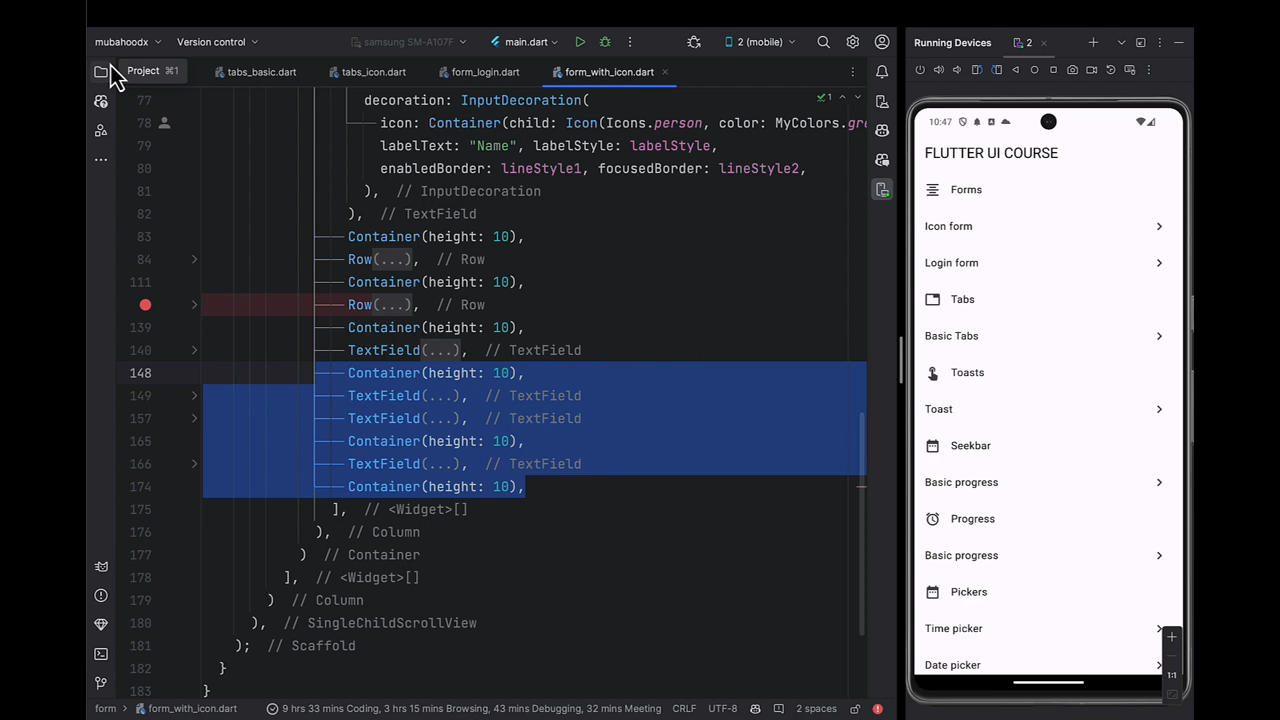 mubahoodx Version control samsung SM-A107F main.dart 2 (mobile)
Project ⌘1
tabs_basic.dart tabs_icon.dart form_login.dart form_with_icon.dart
77 decoration: InputDecoration( 1
78 icon: Container(child: Icon(Icons.person, color: MyColors.gre
79 labelText: "Name", labelStyle: labelStyle,
80 enabledBorder: lineStyle1, focusedBorder: lineStyle2,
81 ), // InputDecoration
82 ), // TextField
83 Container(height: 10),
84 Row(...), // Row
111 Container(height: 10),
Row(...), // Row
139 Container(height: 10),
140 TextField(...), // TextField
148 Container(height: 10),
149 TextField(...), // TextField
157 TextField(...), // TextField
165 Container(height: 10),
166 TextField(...), // TextField
174 Container(height: 10),
175 ], // <Widget>[]
176 ), // Column
177 ) // Container
178 ], // <Widget>[]
179 ) // Column
180 ), // SingleChildScrollView
181 ); // Scaffold
182 }
183 }
form form_with_icon.dart 9 hrs 33 mins Coding, 3 hrs 15 mins Browsing, 43 mins Debugging, 32 mins Meeting CRLF UTF-8 2 spaces
Running Devices 2
10:47
FLUTTER UI COURSE
Forms
Icon form
Login form
Tabs
Basic Tabs
Toasts
Toast
Seekbar
Basic progress
Progress
Basic progress
Pickers
Time picker
Date picker
1:1